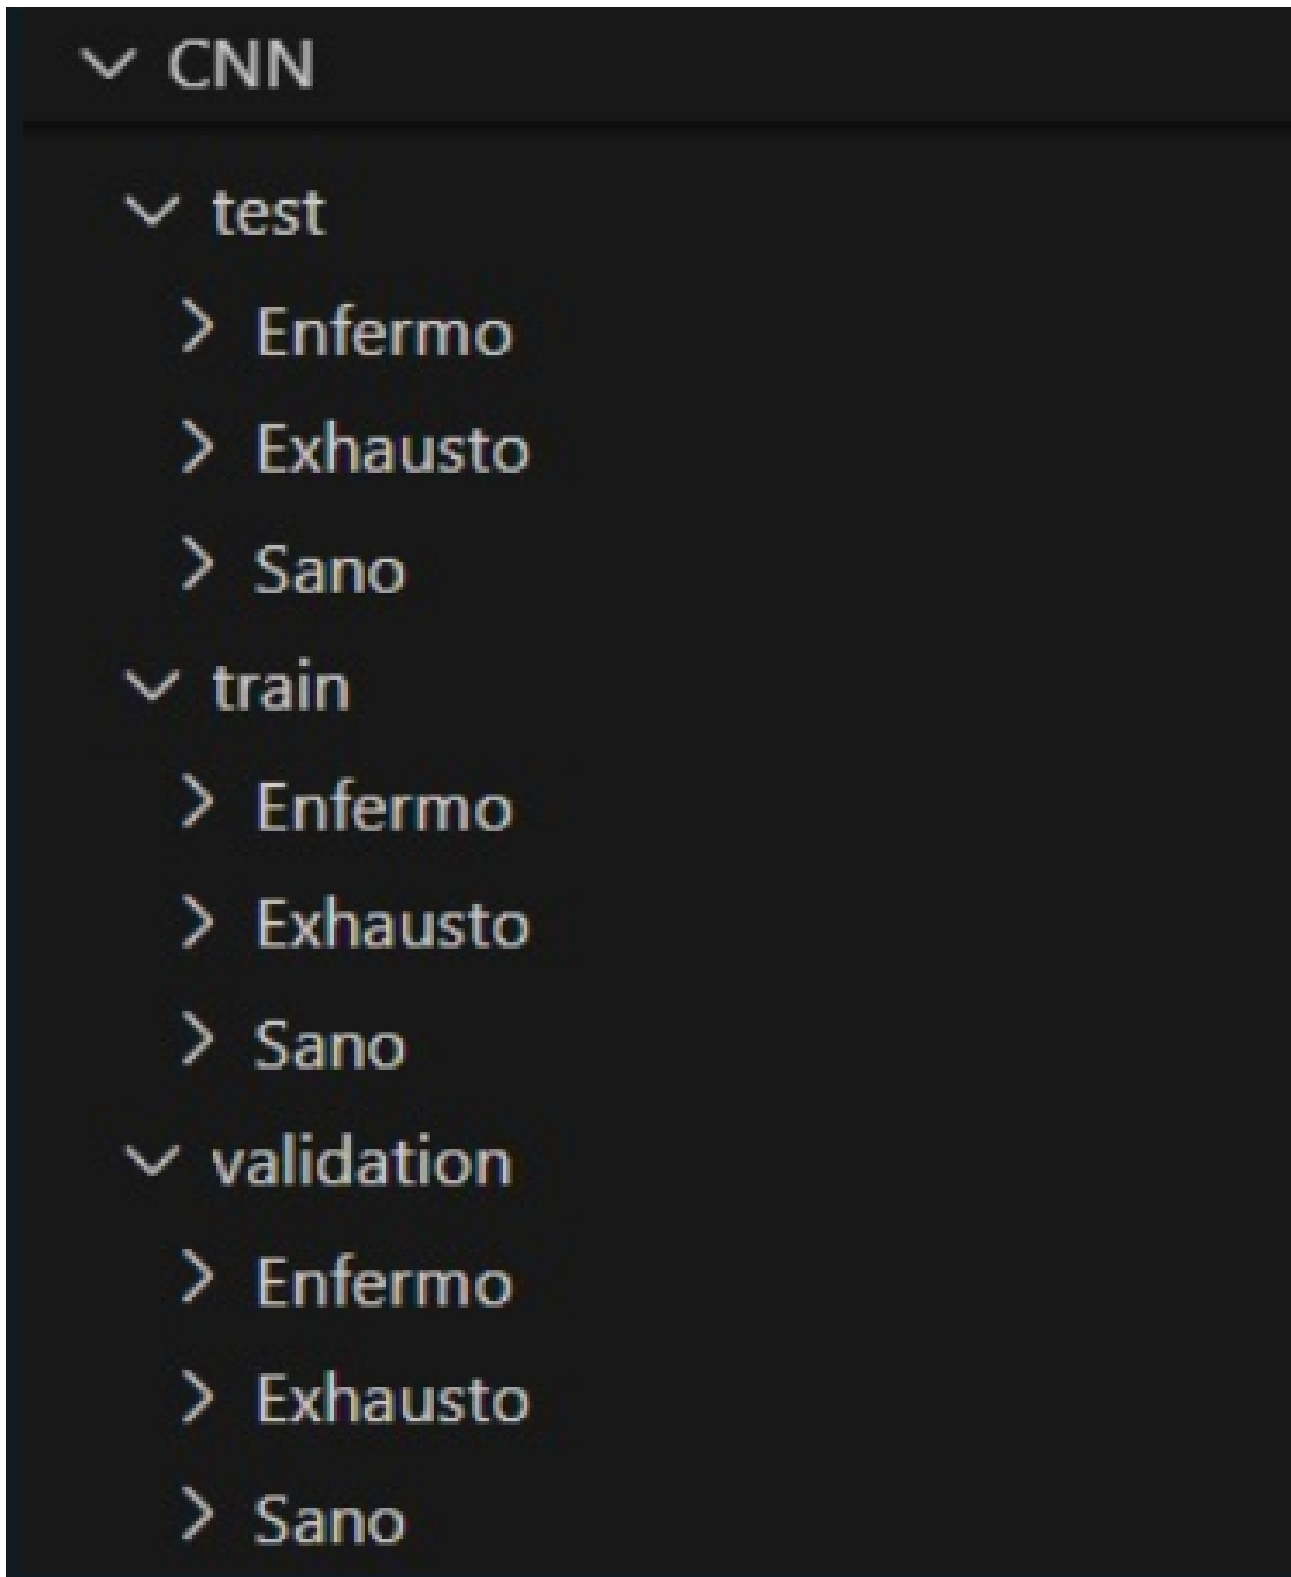 CNN
test
Enfermo
Exhausto
Sano
train
Enfermo
Exhausto
Sano
validation
Enfermo
Exhausto
Sano